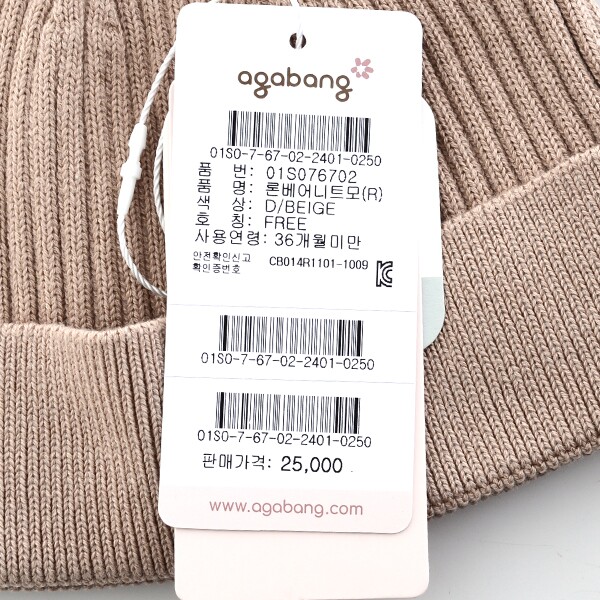 agabang
01S0-7-67-02-2401-0250
품 번: 01S076702
품 명: 론베어니트모(R)
색 상: D/BEIGE
호 칭: FREE
사용연령: 36개월미만
안전확인신고
확인증번호 CB014R1101-1009
01S0-7-67-02-2401-0250
01S0-7-67-02-2401-0250
판매가격: 25,000
www.agabang.com